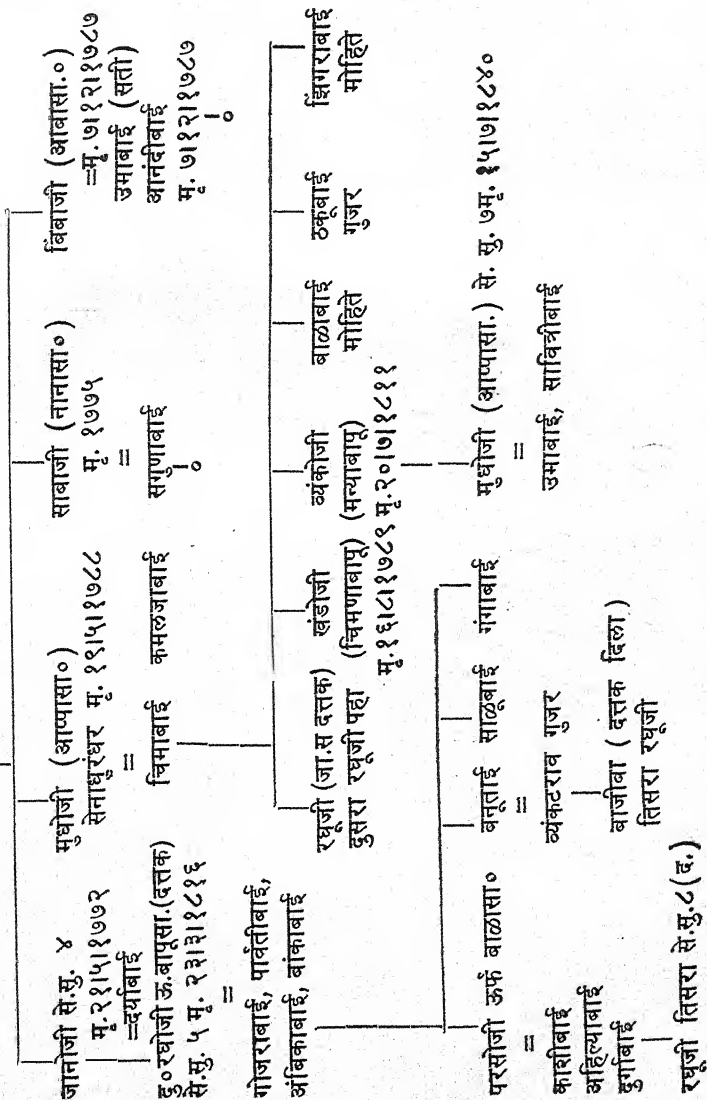 जानोजी से.सु. ४
मृ.२१।५।१७७२
=दर्याबाई
दु०रघोजी ऊ.बापूसा.(दत्तक)
से.सु. ५ मृ. २३।३।१८१६
=
गोजराबाई, पार्वतीबाई,
अंबिकाबाई, बांकाबाई
मुधोजी (आप्पासा०)
सेनाधुरंधर मृ. १९।५।१७८८
=
चिमाबाई कमलजाबाई
साबाजी (नानासा०)
मृ. १७७५
=
सगुणाबाई
०
बिंबाजी (आबासा.०)
=मृ. ७।१२।१७८७
उमाबाई (सती)
आनंदीबाई
मृ. ७।१२।१७८७
०
रघूजी (जा.स दत्तक)
दुसरा रघूजी पहा
खंडोजी
(चिमणाबापू)
मृ.१६।८।१७८९
व्यंकोजी
(मन्याबापू)
मृ.२०।७।१८११
बाळाबाई
मोहिते
ठकूबाई
गुजर
झिंगराबाई
मोहिते
मुधोजी (आप्पासा.) से. सु. ७मृ. १५।७।१८४०
=
उमाबाई, सावित्रीबाई
परसोजी ऊर्फ बाळासा०
=
काशीबाई
अहिल्याबाई
दुर्गाबाई
रघूजी तिसरा से.सु.८(द.)
बनूताई
=
व्यंकटराव गुजर
बाजीबा ( दत्तक दिला )
तिसरा रघूजी
साळूबाई
गंगाबाई